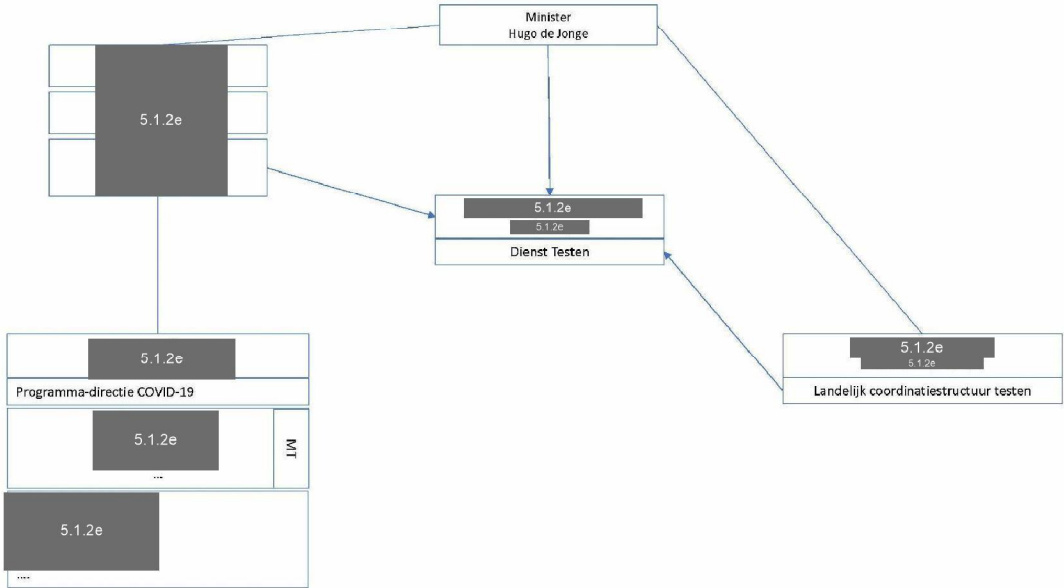 Minister
Hugo de Jonge
5.1.2e
5.1.2e
5.1.2e
Dienst Testen
5.1.2e
5.1.2e
Landelijk coordinatiestructuur testen
5.1.2e
Programma-directie COVID-19
5.1.2e
...
MT
5.1.2e
....